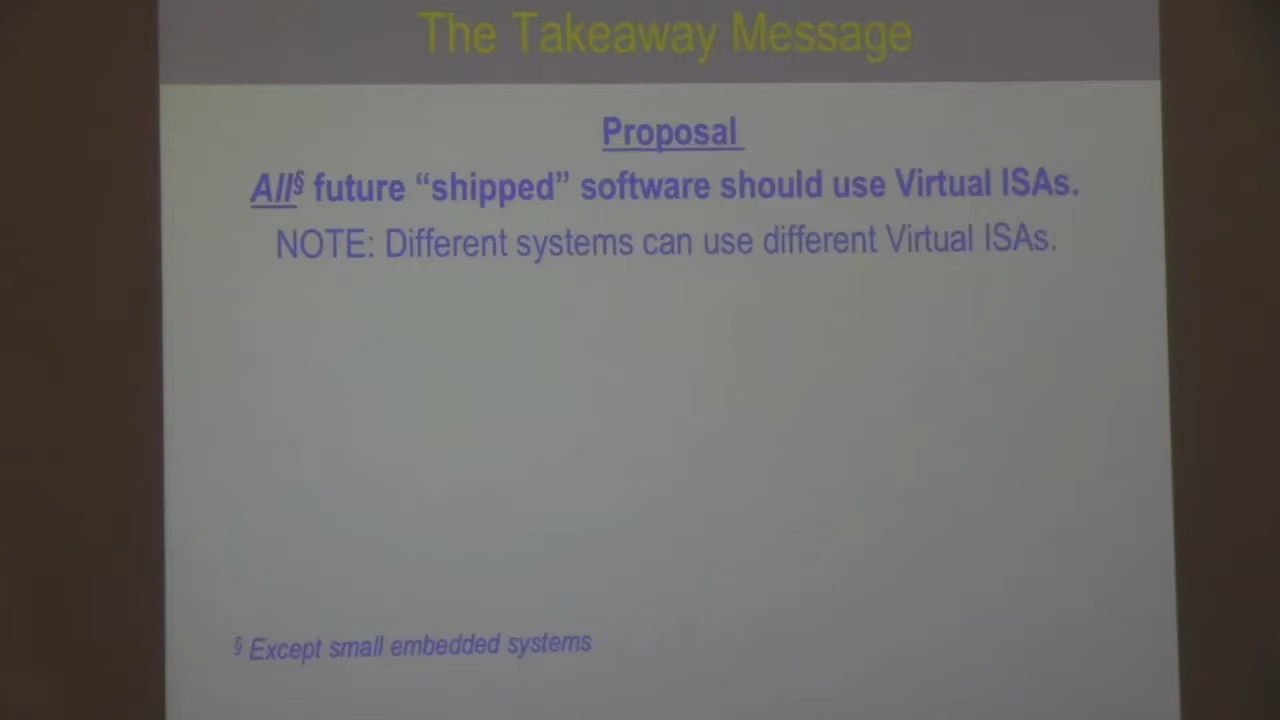 The Takeaway Message
Proposal
All§ future “shipped” software should use Virtual ISAs.
NOTE: Different systems can use different Virtual ISAs.
§ Except small embedded systems